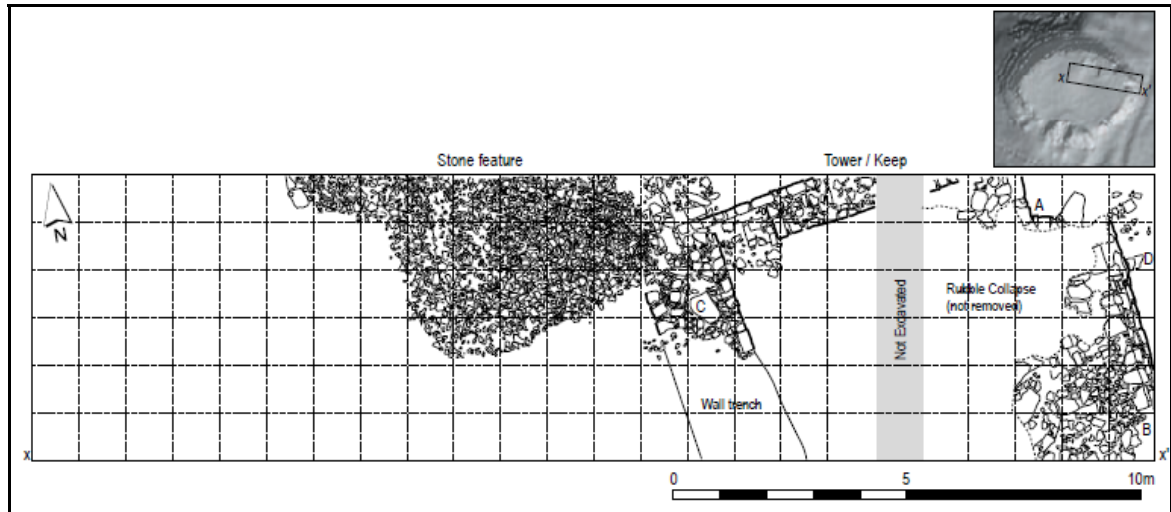 x
x'
Stone feature
Tower / Keep
N
A
D
C
Rubble Collapse
(not removed)
Not Excavated
Wall trench
B
x
x'
0
5
10m